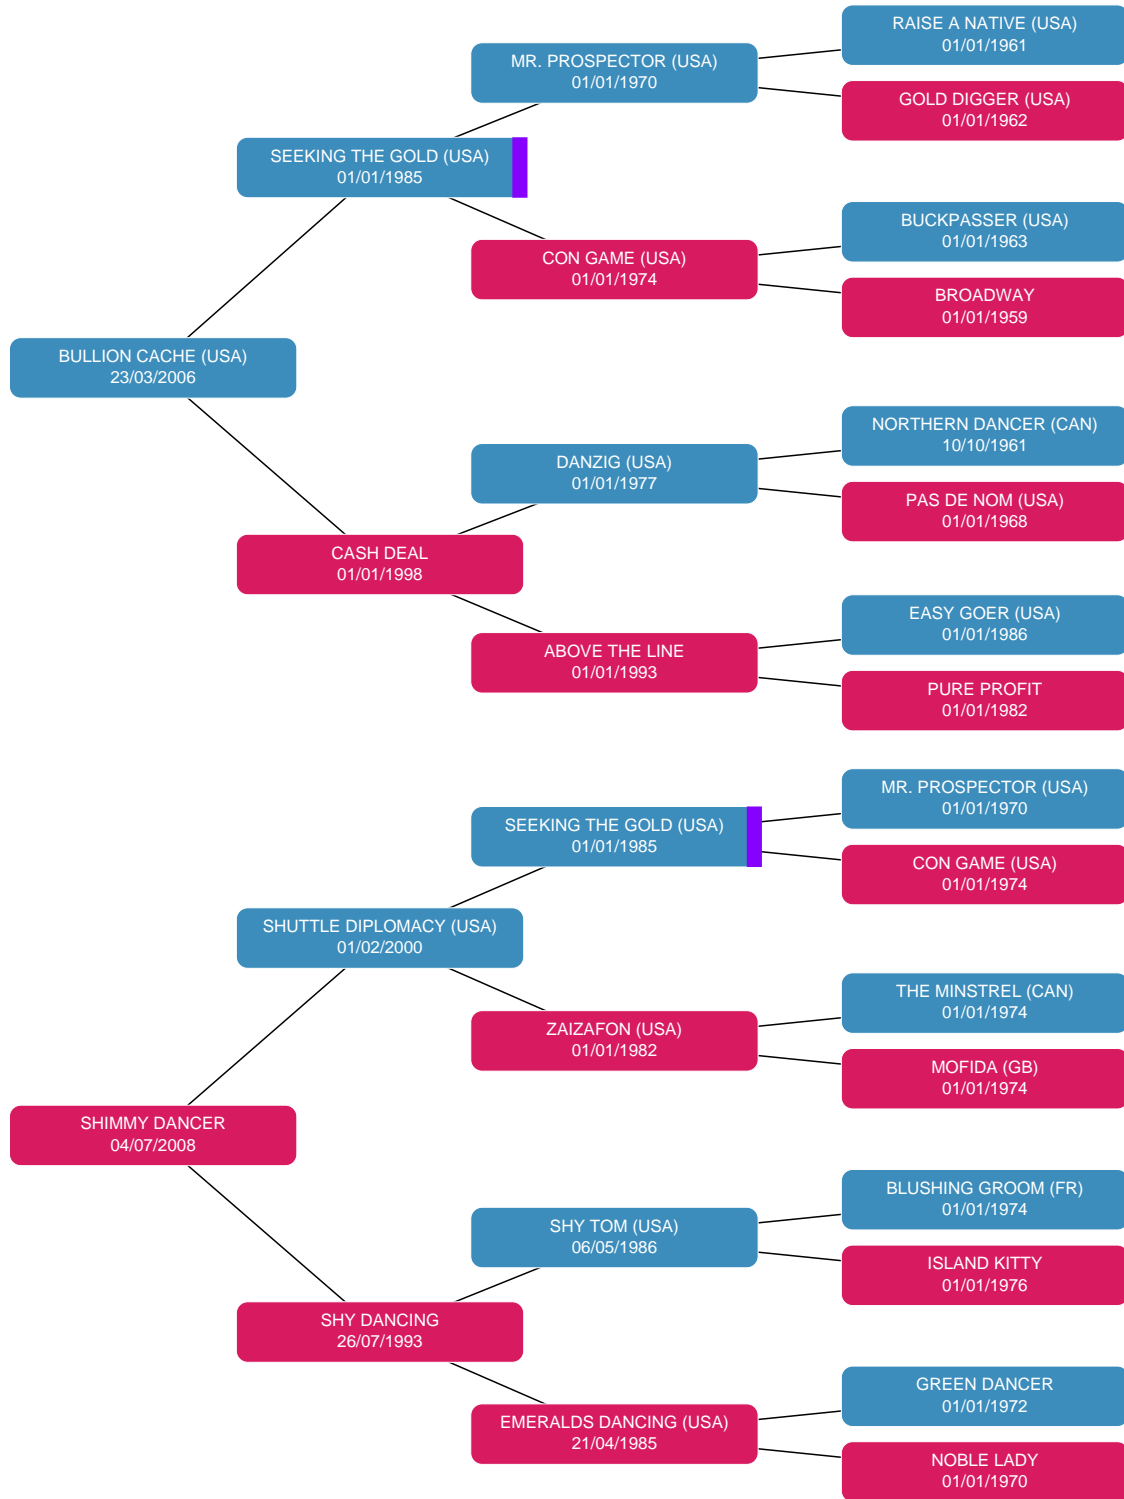 RAISE A NATIVE (USA)
01/01/1961
MR. PROSPECTOR (USA)
01/01/1970
GOLD DIGGER (USA)
01/01/1962
SEEKING THE GOLD (USA)
01/01/1985
BUCKPASSER (USA)
01/01/1963
CON GAME (USA)
01/01/1974
BROADWAY
01/01/1959
BULLION CACHE (USA)
23/03/2006
NORTHERN DANCER (CAN)
10/10/1961
DANZIG (USA)
01/01/1977
PAS DE NOM (USA)
01/01/1968
CASH DEAL
01/01/1998
EASY GOER (USA)
01/01/1986
ABOVE THE LINE
01/01/1993
PURE PROFIT
01/01/1982
MR. PROSPECTOR (USA)
01/01/1970
SEEKING THE GOLD (USA)
01/01/1985
CON GAME (USA)
01/01/1974
SHUTTLE DIPLOMACY (USA)
01/02/2000
THE MINSTREL (CAN)
01/01/1974
ZAIZAFON (USA)
01/01/1982
MOFIDA (GB)
01/01/1974
SHIMMY DANCER
04/07/2008
BLUSHING GROOM (FR)
01/01/1974
SHY TOM (USA)
06/05/1986
ISLAND KITTY
01/01/1976
SHY DANCING
26/07/1993
GREEN DANCER
01/01/1972
EMERALDS DANCING (USA)
21/04/1985
NOBLE LADY
01/01/1970